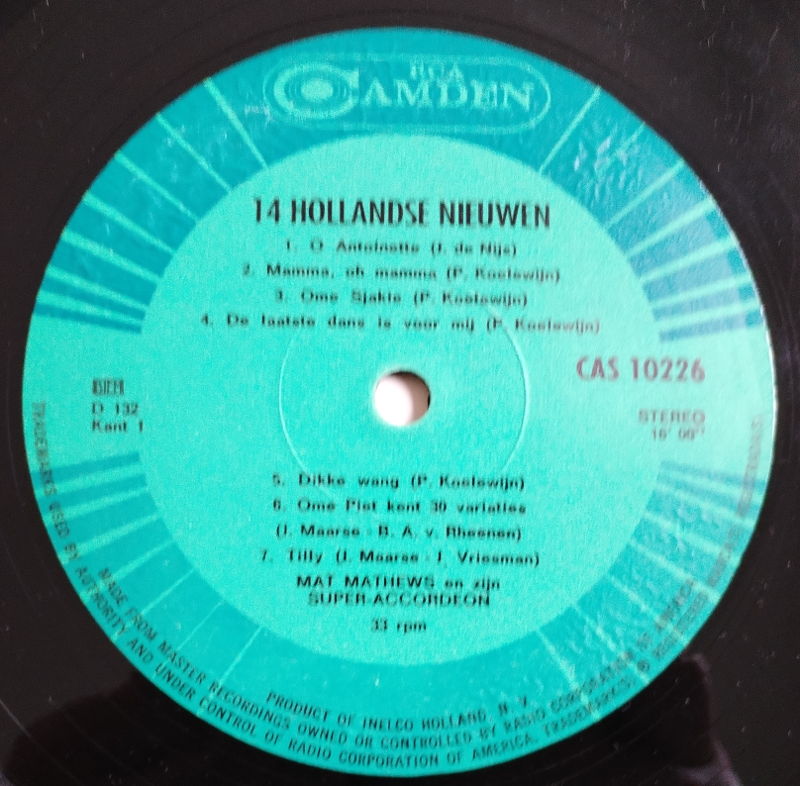 RCA
CAMDEN
14 HOLLANDSE NIEUWEN
1. O Antoinette (J. de Nijs)
2. Mamma, oh mamma (P. Koelewijn)
3. Ome Sjakie (P. Koelewijn)
4. De laatste dans is voor mij (P. Koelewijn)
CAS 10226
BIEM
D 132
Kant 1
STEREO
16' 00"
5. Dikke wang (P. Koelewijn)
6. Ome Piet kent 30 variaties
(J. Maarse - B. A. v. Rheenen)
7. Tilly (J. Maarse - J. Vriesman)
MAT MATHEWS en zijn
SUPER-ACCORDEON
33 rpm
PRODUCT OF INELCO HOLLAND, N. V.
MADE FROM MASTER RECORDINGS OWNED OR CONTROLLED BY RADIO CORPORATION OF AMERICA
TRADEMARKS USED BY AUTHORITY AND UNDER CONTROL OF RADIO CORPORATION OF AMERICA. TRADEMARK(S) ®